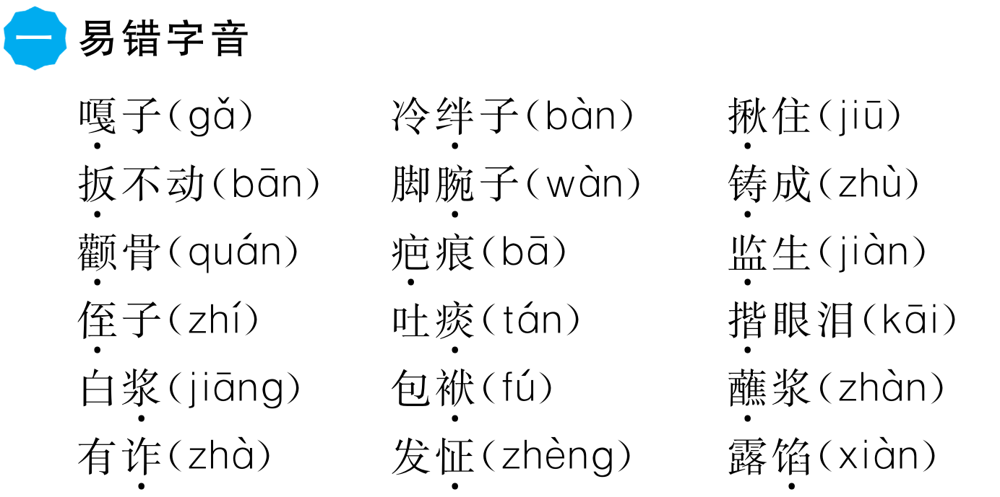 一 易错字音
嘎子(gǎ) 冷绊子(bàn) 揪住(jiū)
扳不动(bān) 脚腕子(wàn) 铸成(zhù)
颧骨(quán) 疤痕(bā) 监生(jiàn)
侄子(zhí) 吐痰(tán) 揩眼泪(kāi)
白浆(jiāng) 包袱(fú) 蘸浆(zhàn)
有诈(zhà) 发怔(zhèng) 露馅(xiàn)